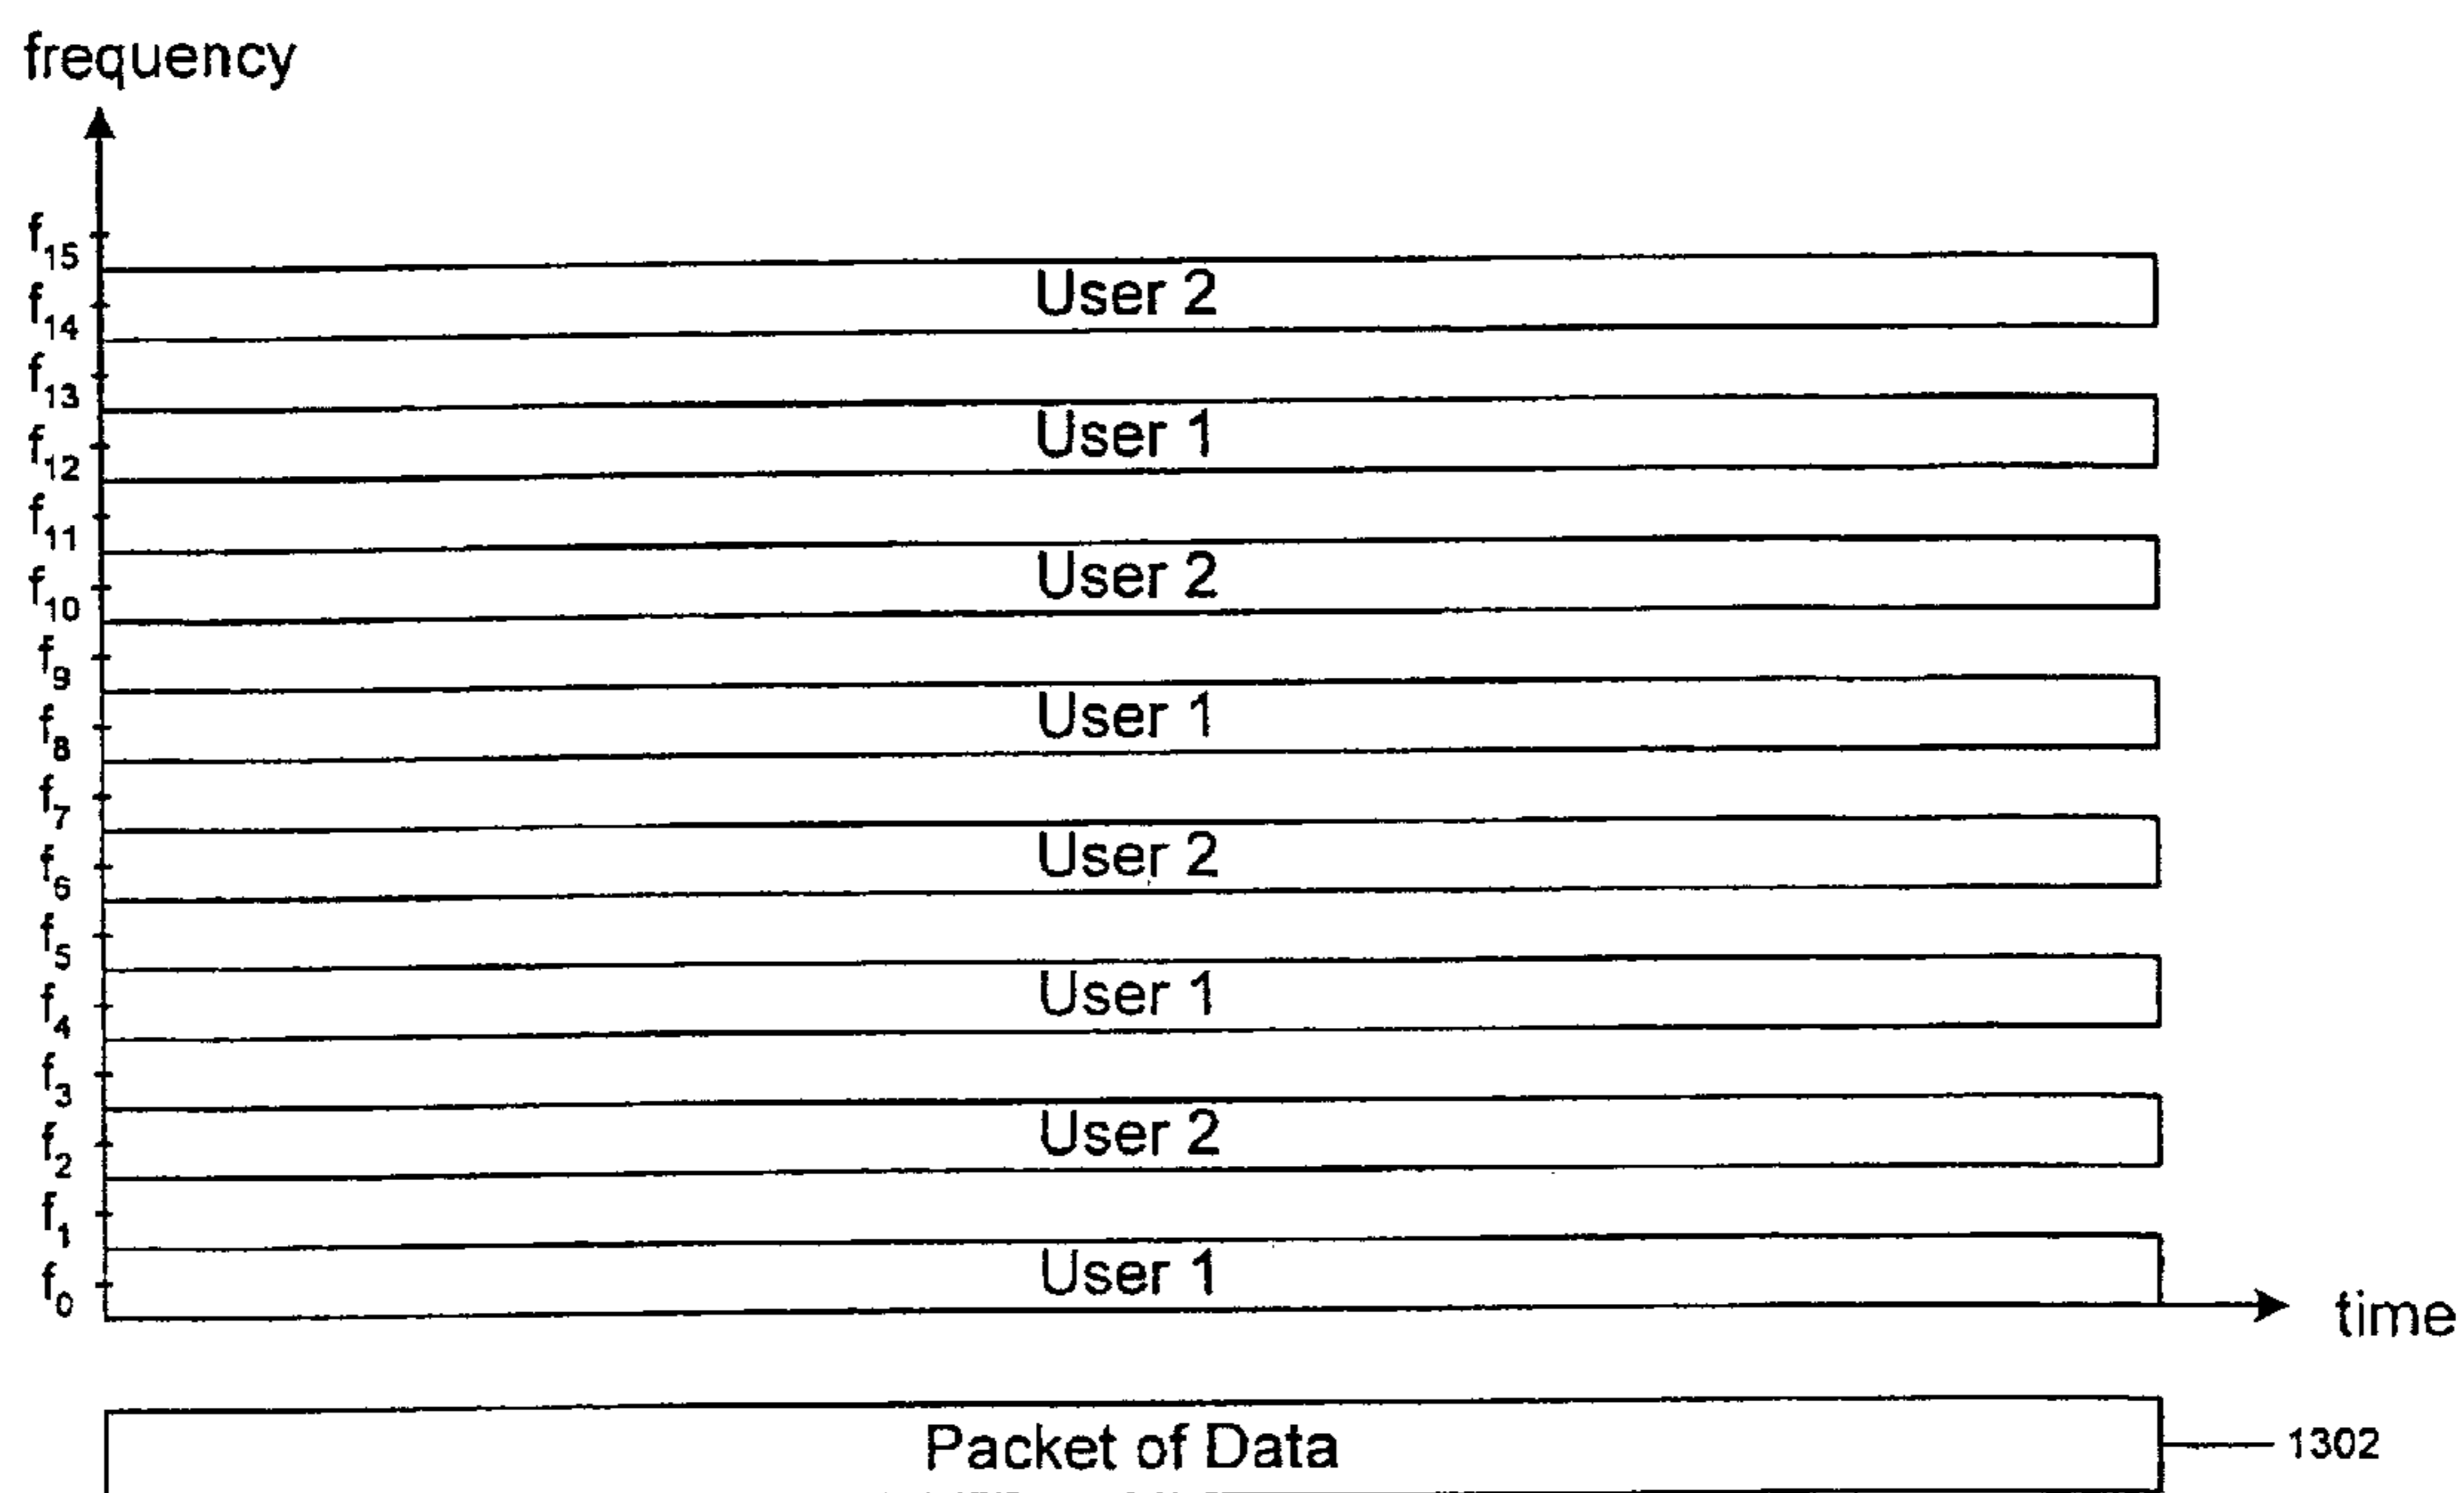 frequency
f15
User 2
f14
f13
User 1
f12
f11
User 2
f10
f9
User 1
f8
f7
User 2
f6
f5
User 1
f4
f3
User 2
f2
f1
User 1
f0
time
Packet of Data
1302